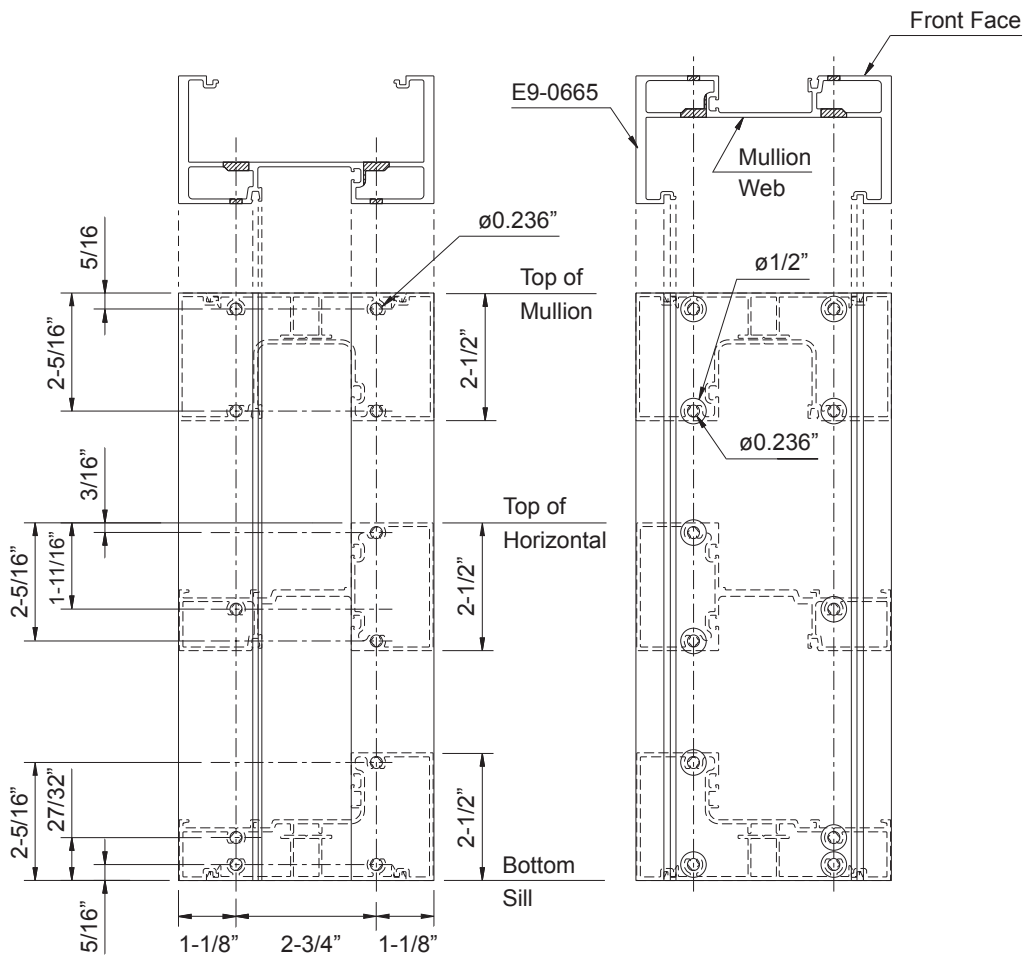 Front Face
E9-0665
Mullion
Web
ø0.236”
ø1/2”
5/16
Top of
Mullion
2-5/16”
2-1/2”
ø0.236”
3/16”
Top of
Horizontal
2-5/16”
1-11/16”
2-1/2”
2-5/16”
27/32”
2-1/2”
Bottom
Sill
5/16”
1-1/8”
2-3/4”
1-1/8”